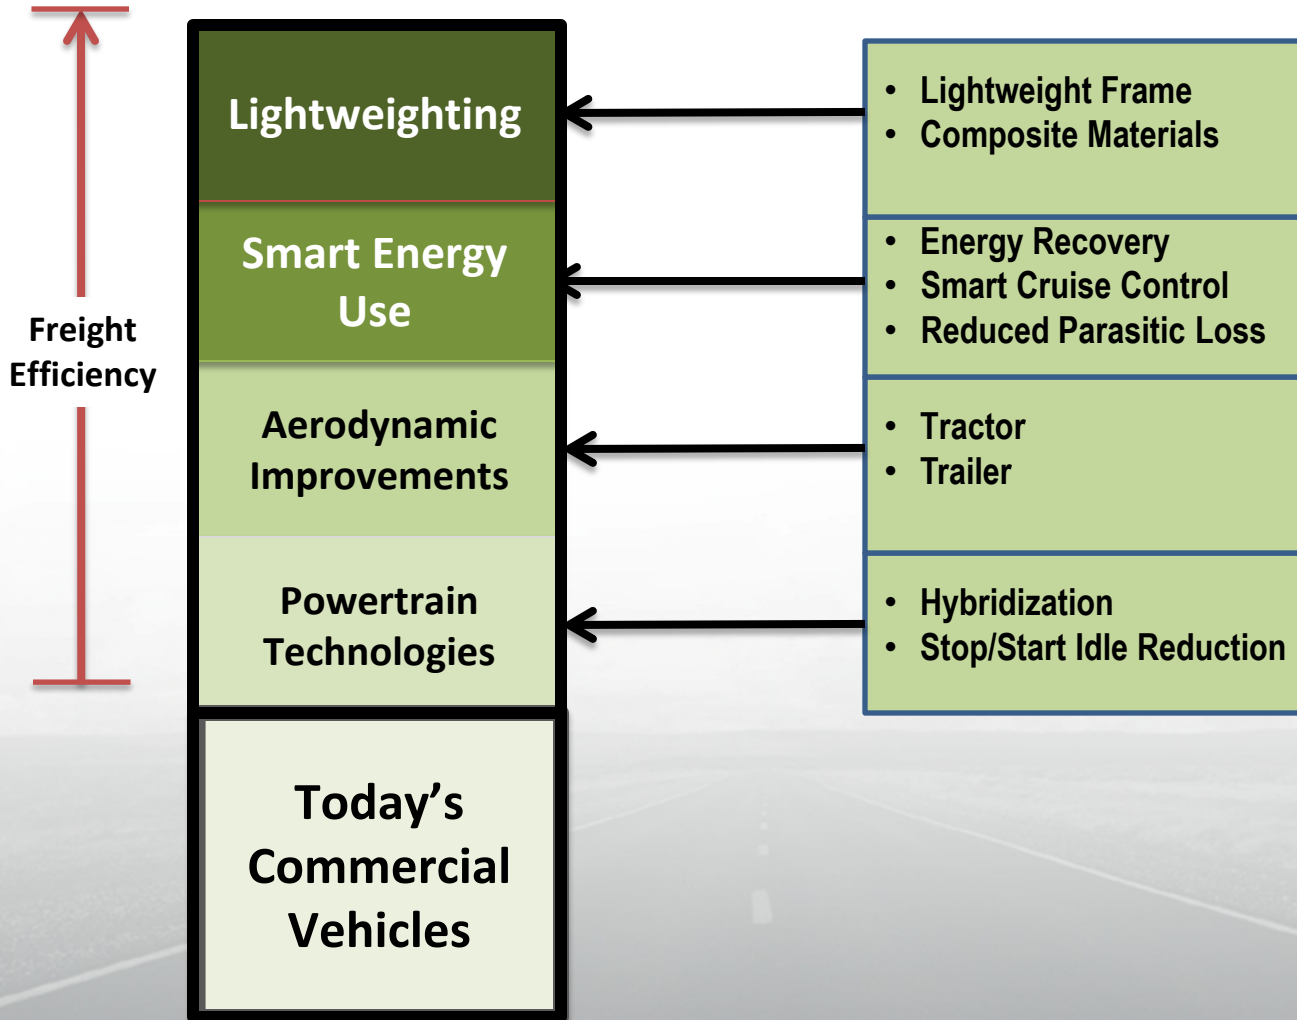 Lightweighting
• Lightweight Frame
• Composite Materials
Smart Energy
Use
• Energy Recovery
• Smart Cruise Control
• Reduced Parasitic Loss
Freight
Efficiency
Aerodynamic
Improvements
• Tractor
• Trailer
Powertrain
Technologies
• Hybridization
• Stop/Start Idle Reduction
Today’s
Commercial
Vehicles